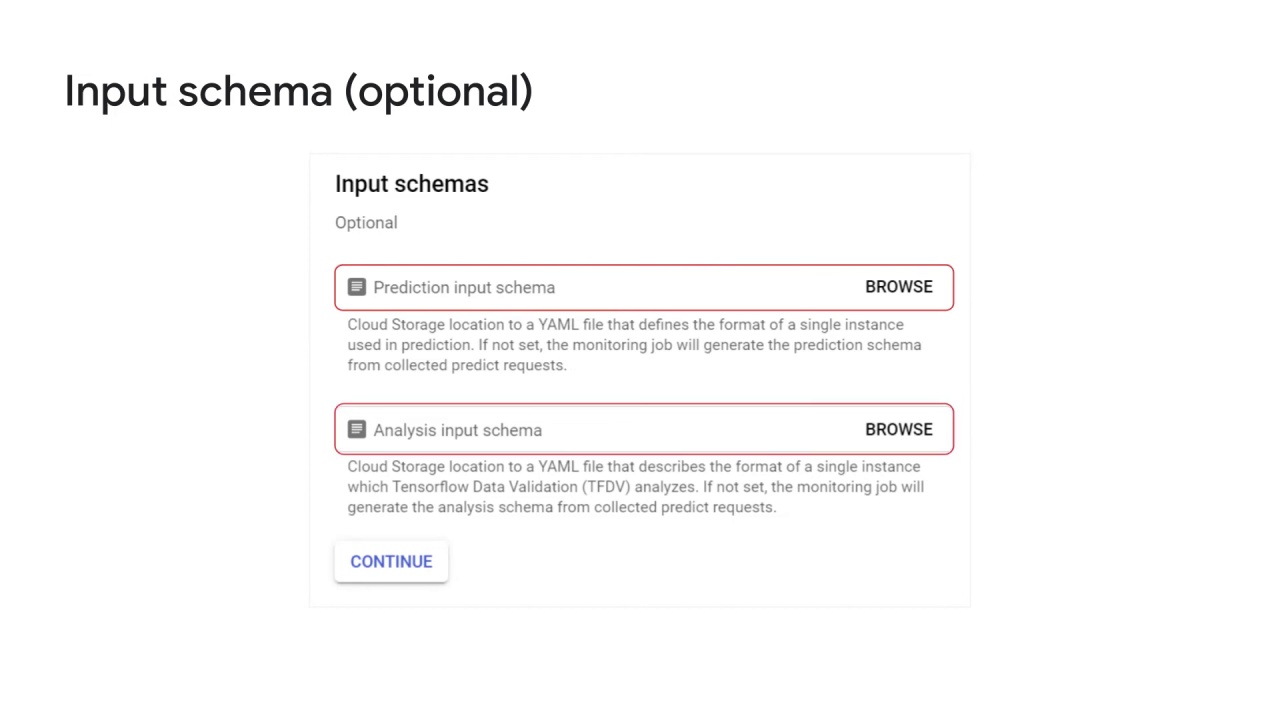 Input schema (optional)
Input schemas
Optional
Prediction input schema BROWSE
Cloud Storage location to a YAML file that defines the format of a single instance
used in prediction. If not set, the monitoring job will generate the prediction schema
from collected predict requests.
Analysis input schema BROWSE
Cloud Storage location to a YAML file that describes the format of a single instance
which Tensorflow Data Validation (TFDV) analyzes. If not set, the monitoring job will
generate the analysis schema from collected predict requests.
CONTINUE